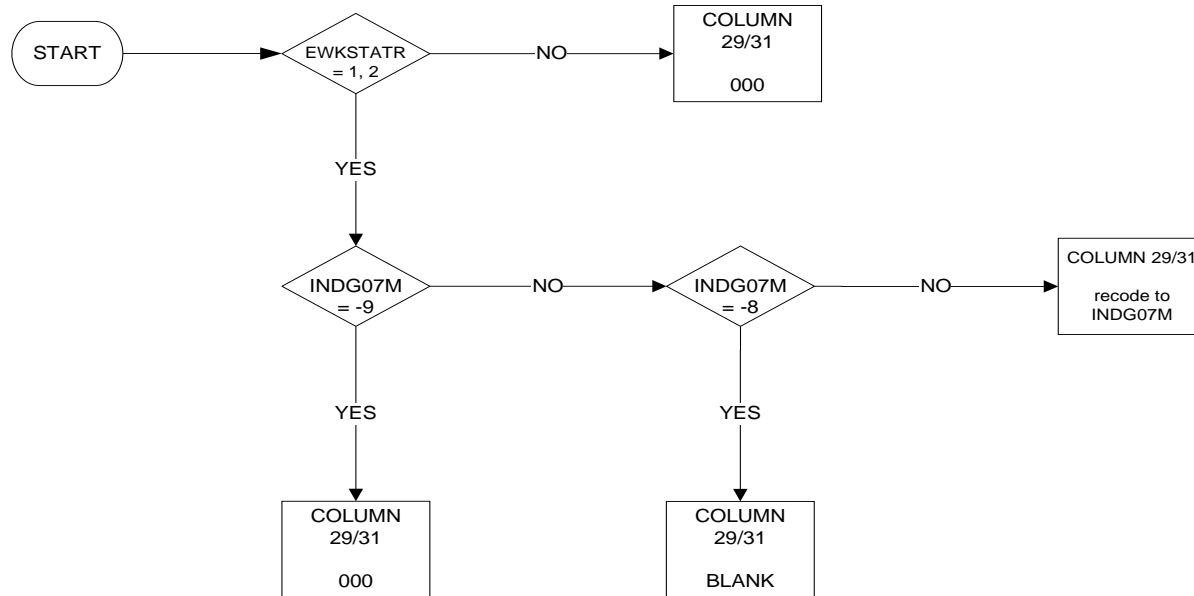 START
EWKSTATR
= 1, 2
NO
COLUMN
29/31
000
YES
INDG07M
= -9
NO
INDG07M
= -8
NO
COLUMN 29/31
recode to
INDG07M
YES
YES
COLUMN
29/31
000
COLUMN
29/31
BLANK